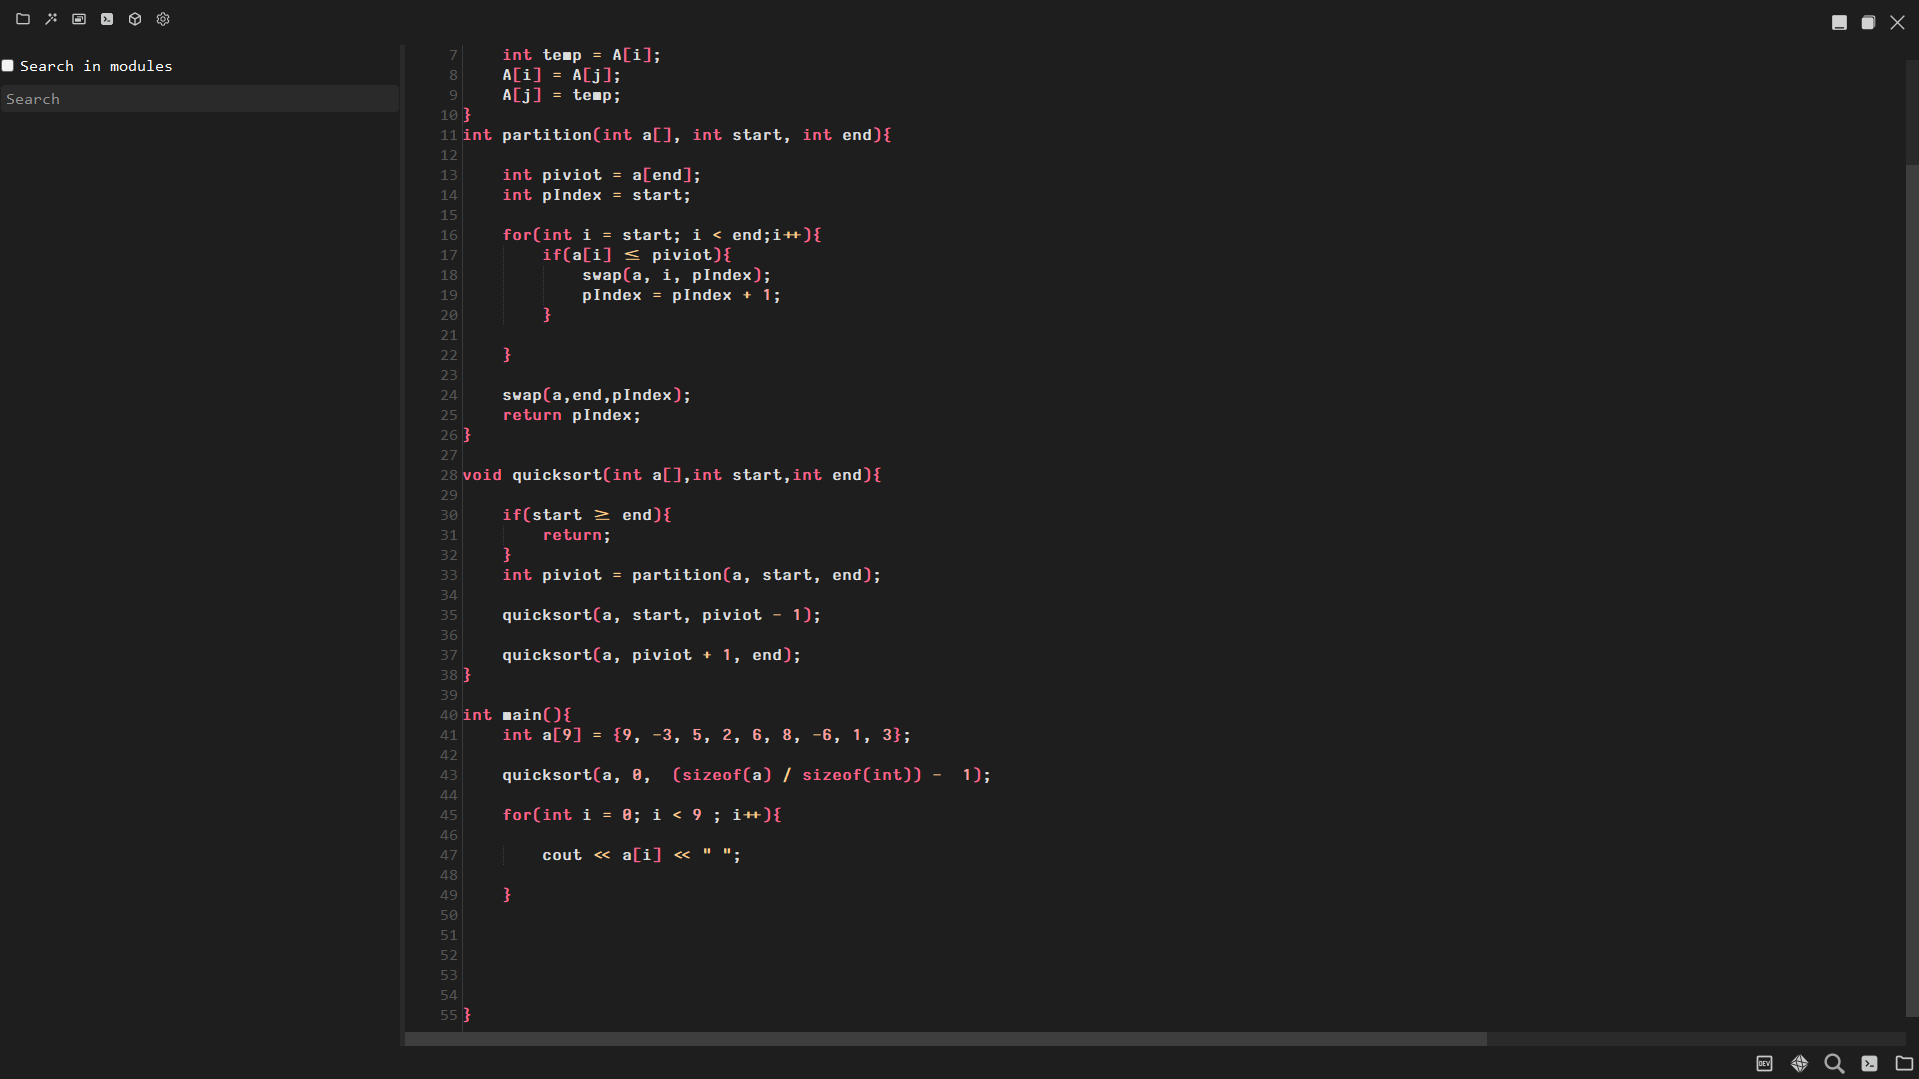 Search in modules
Search
7 int temp = A[i];
8 A[i] = A[j];
9 A[j] = temp;
10 }
11 int partition(int a[], int start, int end){
12
13 int piviot = a[end];
14 int pIndex = start;
15
16 for(int i = start; i < end;i++){
17 if(a[i] <= piviot){
18 swap(a, i, pIndex);
19 pIndex = pIndex + 1;
20 }
21
22 }
23
24 swap(a,end,pIndex);
25 return pIndex;
26 }
27
28 void quicksort(int a[],int start,int end){
29
30 if(start >= end){
31 return;
32 }
33 int piviot = partition(a, start, end);
34
35 quicksort(a, start, piviot - 1);
36
37 quicksort(a, piviot + 1, end);
38 }
39
40 int main(){
41 int a[9] = {9, -3, 5, 2, 6, 8, -6, 1, 3};
42
43 quicksort(a, 0,  (sizeof(a) / sizeof(int)) -  1);
44
45 for(int i = 0; i < 9 ; i++){
46
47 cout << a[i] << " ";
48
49 }
50
51
52
53
54
55 }
DEV